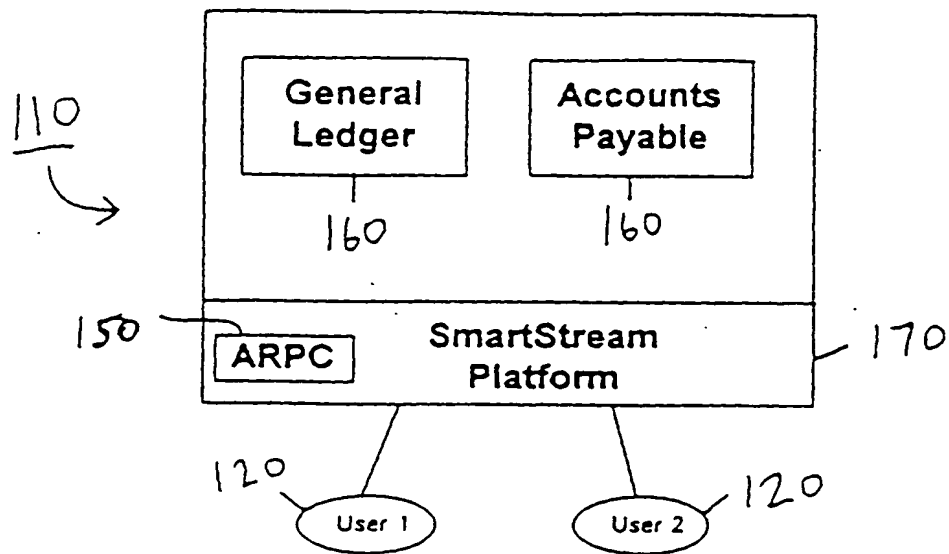 General
Ledger
Accounts
Payable
110
160
160
150
ARPC
SmartStream
Platform
170
120
User 1
User 2
120